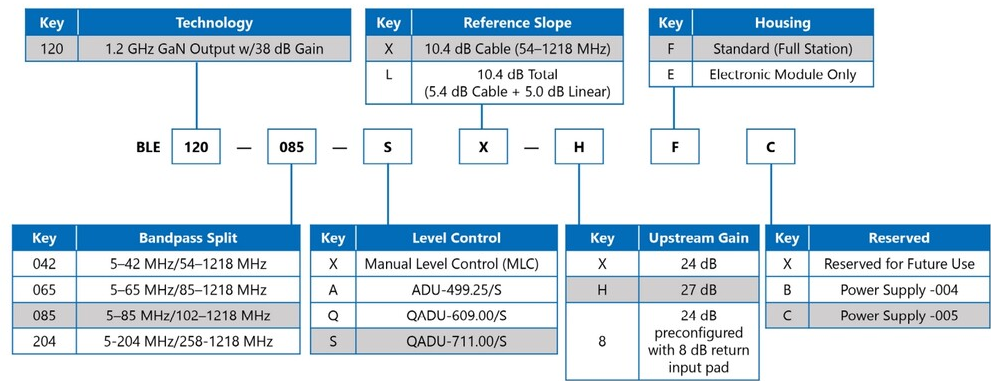 Key Technology
120 1.2 GHz GaN Output w/38 dB Gain
Key Reference Slope
X 10.4 dB Cable (54–1218 MHz)
L 10.4 dB Total
(5.4 dB Cable + 5.0 dB Linear)
Key Housing
F Standard (Full Station)
E Electronic Module Only
BLE 120 — 085 — S X — H F C
Key Bandpass Split
042 5–42 MHz/54–1218 MHz
065 5–65 MHz/85–1218 MHz
085 5–85 MHz/102–1218 MHz
204 5-204 MHz/258-1218 MHz
Key Level Control
X Manual Level Control (MLC)
A ADU-499.25/S
Q QADU-609.00/S
S QADU-711.00/S
Key Upstream Gain
X 24 dB
H 27 dB
8 24 dB
preconfigured
with 8 dB return
input pad
Key Reserved
X Reserved for Future Use
B Power Supply -004
C Power Supply -005